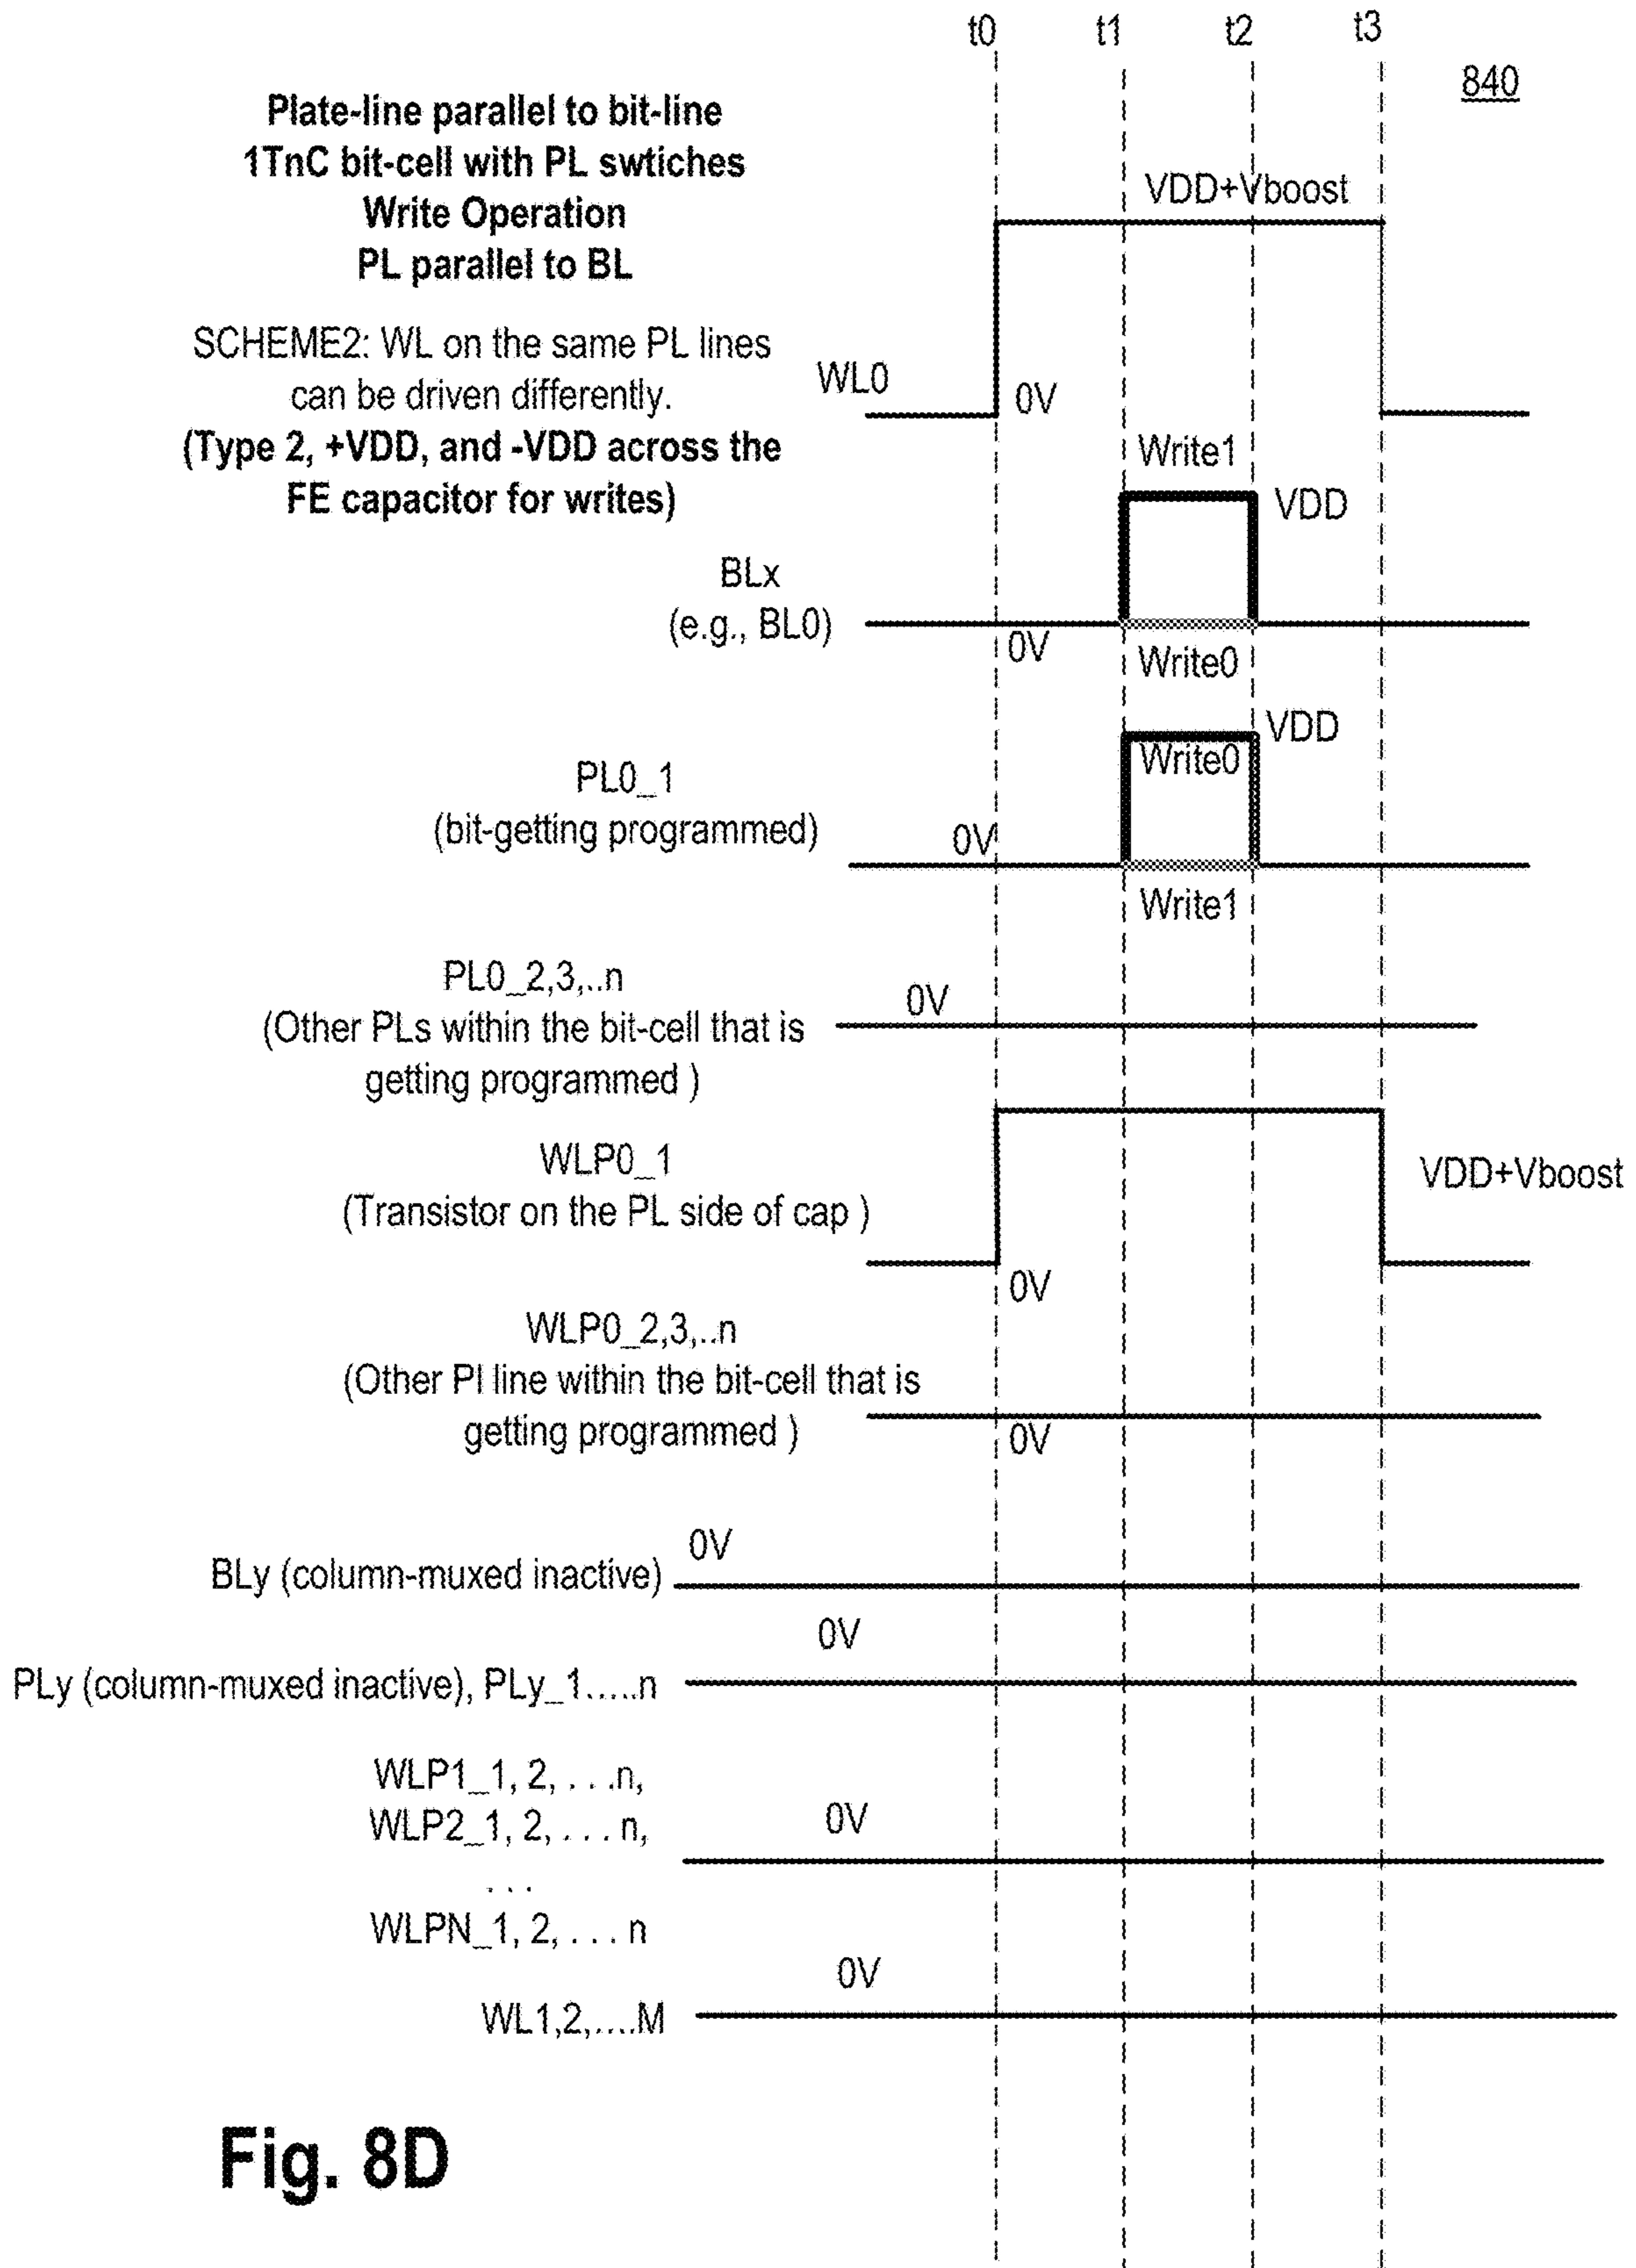 t0 t1 t2 t3
840
Plate-line parallel to bit-line
1TnC bit-cell with PL swtiches
Write Operation
PL parallel to BL
VDD+Vboost
SCHEME2: WL on the same PL lines
can be driven differently.
(Type 2, +VDD, and -VDD across the
FE capacitor for writes)
WL0
0V
Write1
VDD
BLx
(e.g., BL0)
0V
Write0
VDD
Write0
PL0_1
(bit-getting programmed)
0V
Write1
PL0_2,3,..n
(Other PLs within the bit-cell that is
getting programmed )
0V
WLP0_1
(Transistor on the PL side of cap )
VDD+Vboost
0V
WLP0_2,3,..n
(Other Pl line within the bit-cell that is
getting programmed )
0V
BLy (column-muxed inactive)
0V
PLy (column-muxed inactive), PLy_1.....n
0V
WLP1_1, 2, . . .n,
WLP2_1, 2, . . . n,
. . .
WLPN_1, 2, . . . n
0V
WL1,2,....M
0V
Fig. 8D